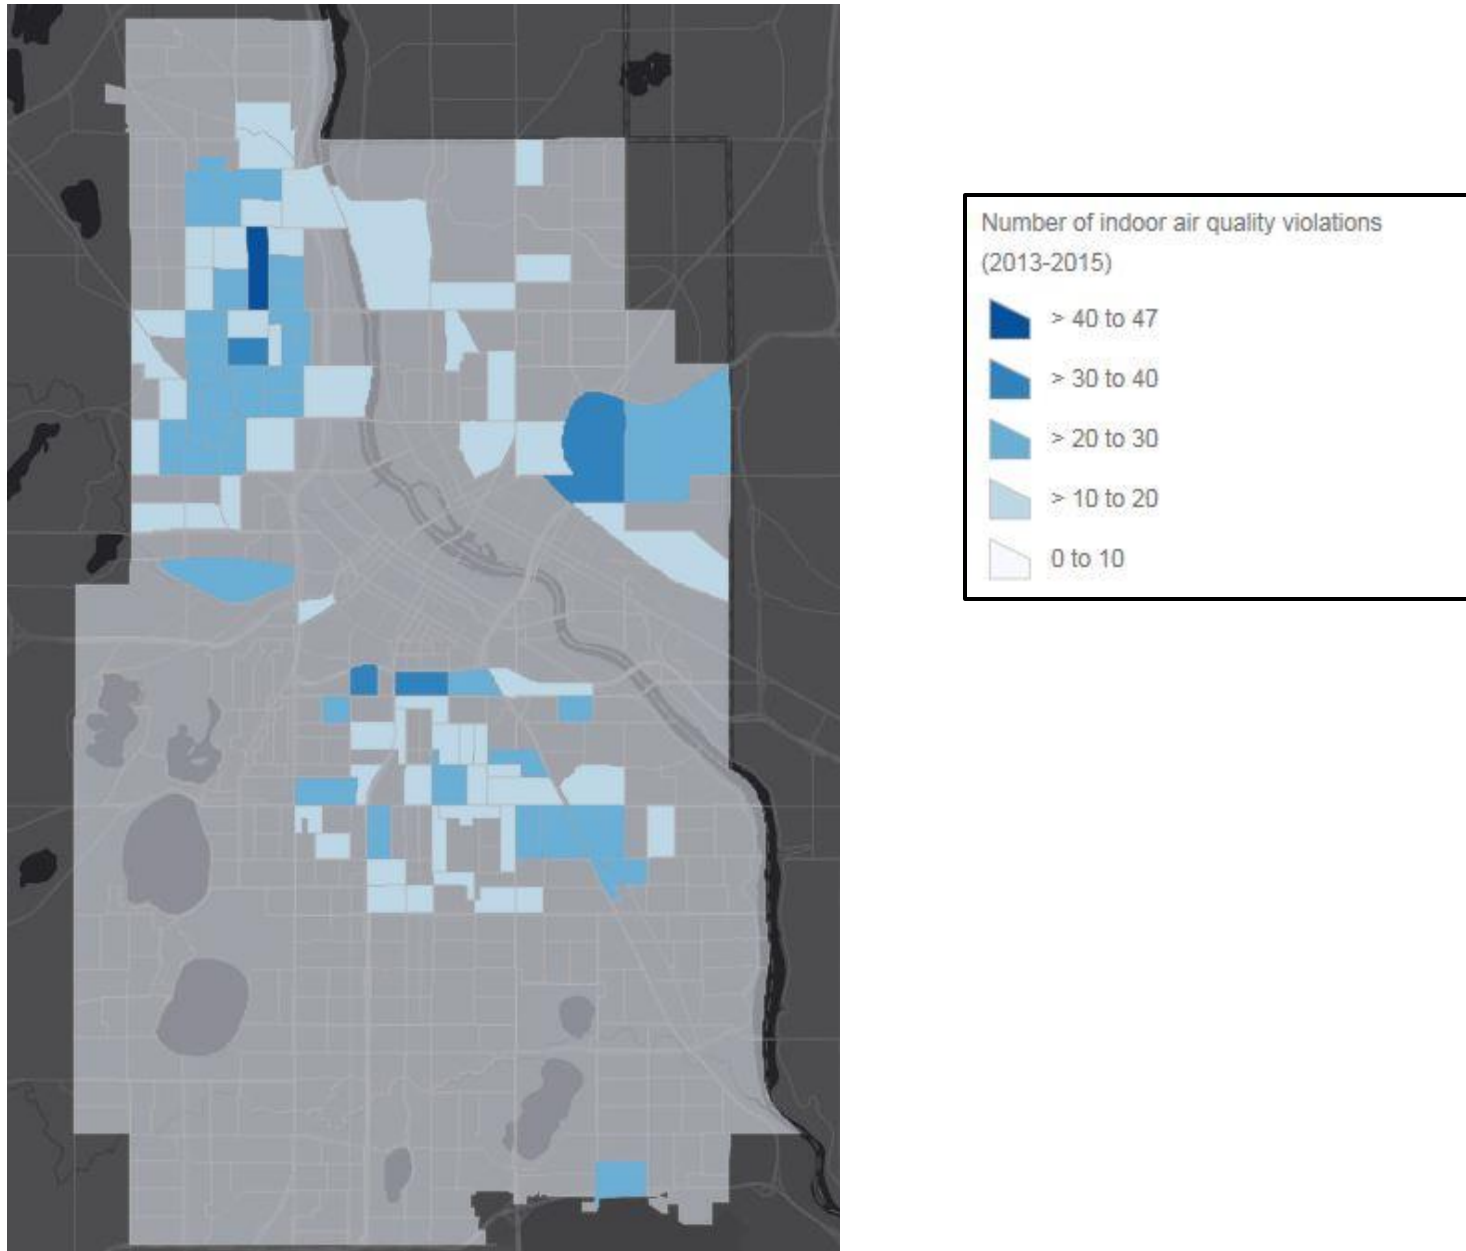 Number of indoor air quality violations
(2013-2015)
> 40 to 47
> 30 to 40
> 20 to 30
> 10 to 20
0 to 10